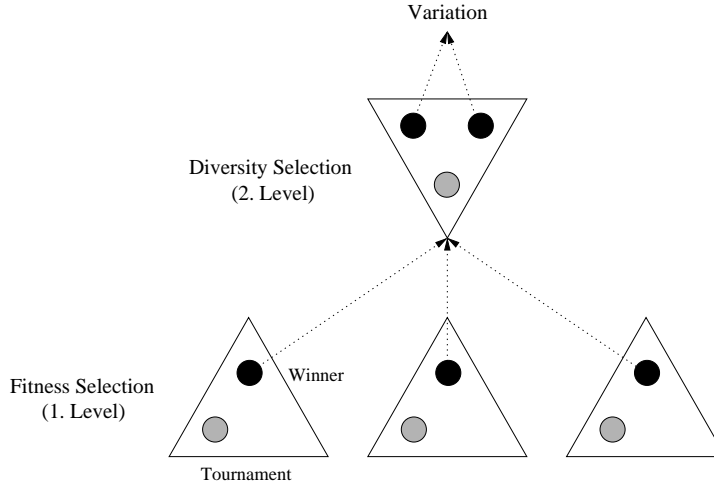 Variation
Diversity Selection
(2. Level)
Winner
Fitness Selection
(1. Level)
Tournament